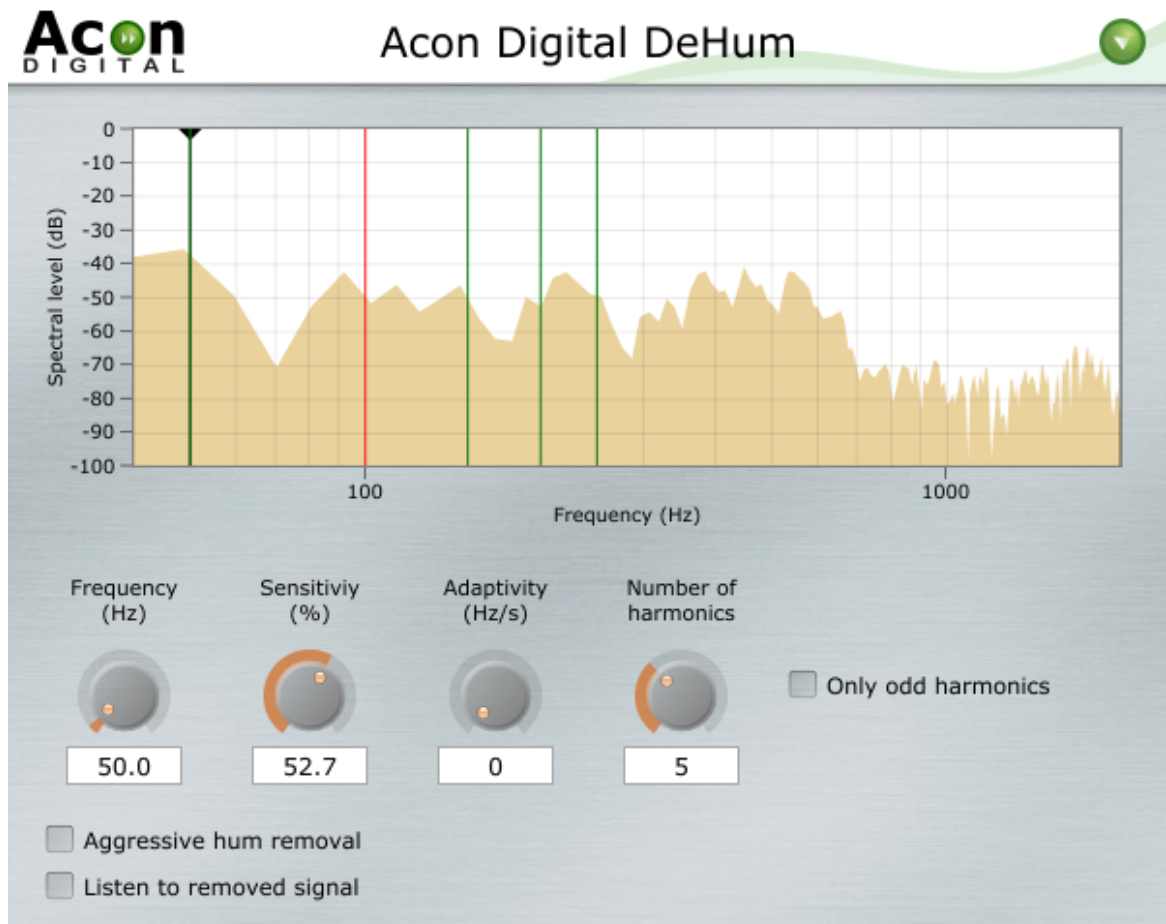 Acon
DIGITAL
Acon Digital DeHum
Spectral level (dB)
0
-10
-20
-30
-40
-50
-60
-70
-80
-90
-100
100
1000
Frequency (Hz)
Frequency
(Hz)
Sensitiviy
(%)
Adaptivity
(Hz/s)
Number of
harmonics
Only odd harmonics
50.0
52.7
0
5
Aggressive hum removal
Listen to removed signal